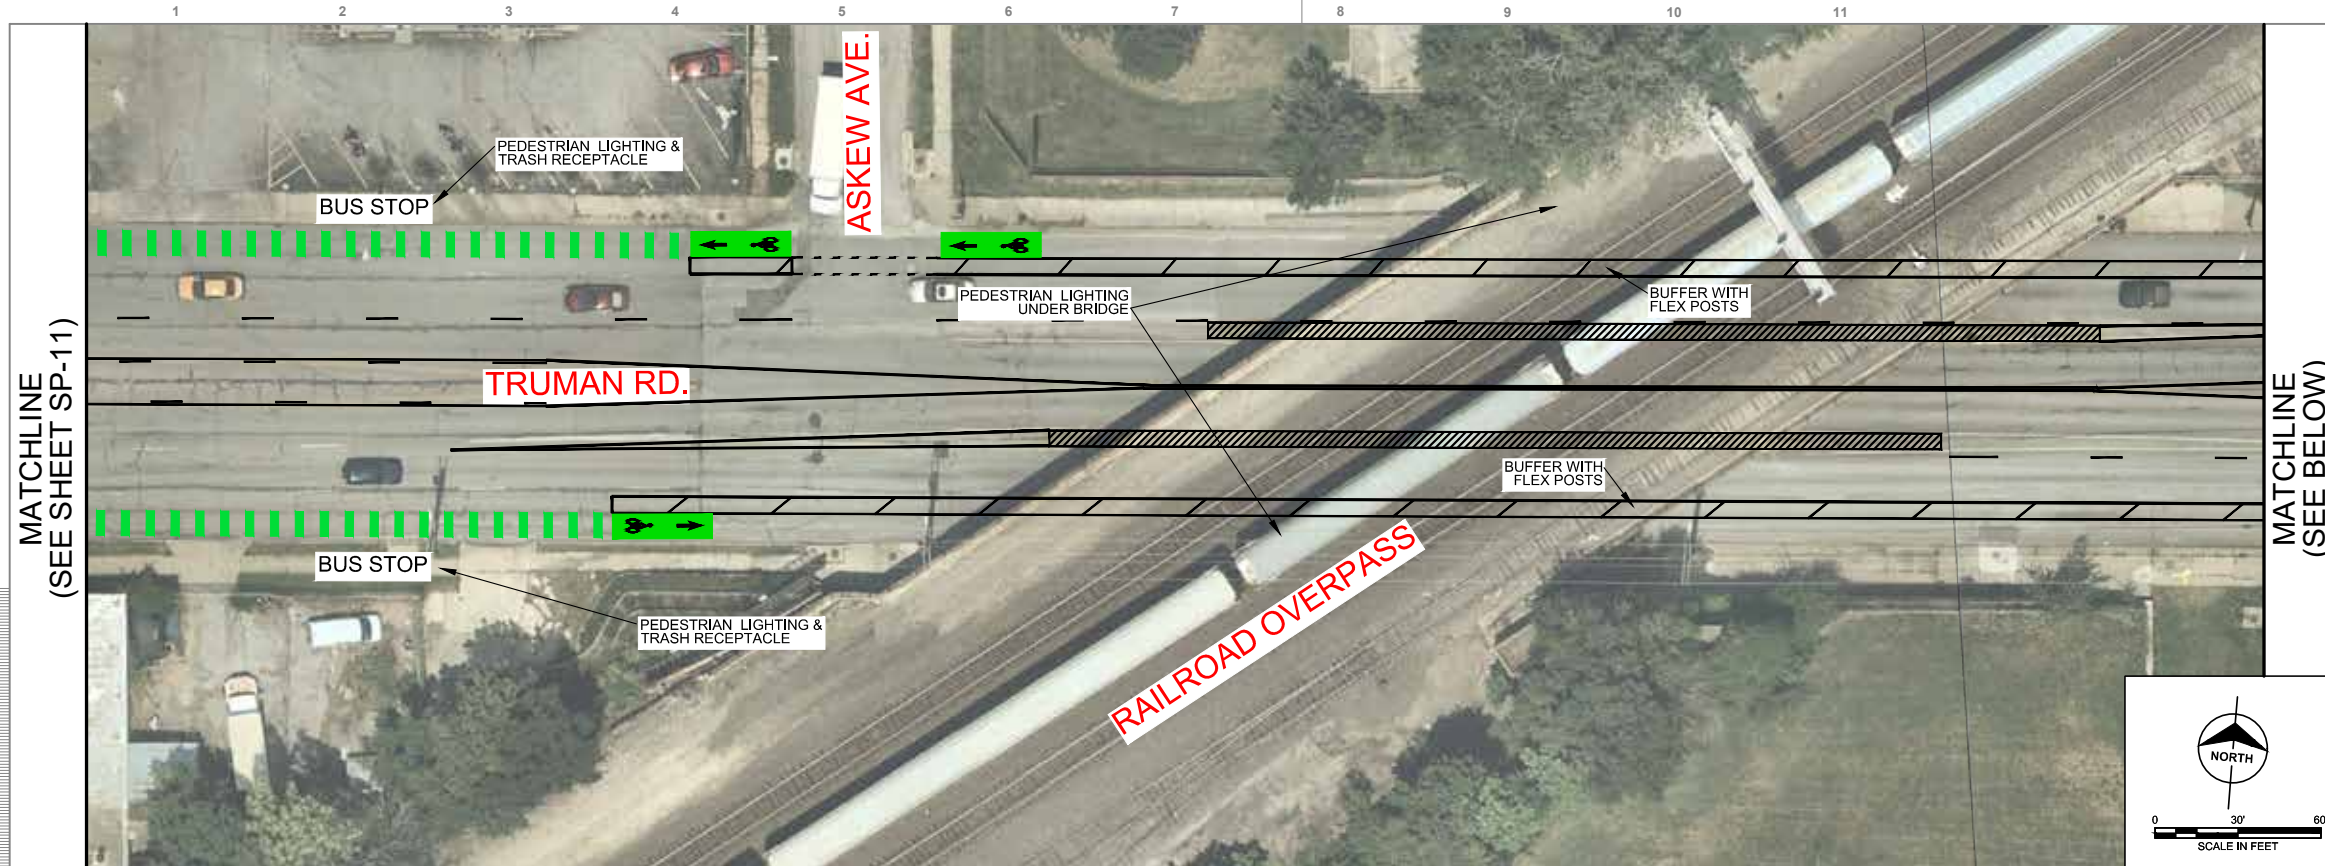 1 2 3 4 5 6 7 8 9 10 11
MATCHLINE
(SEE SHEET SP-11)
ASKEW AVE.
PEDESTRIAN LIGHTING &
TRASH RECEPTACLE
BUS STOP
PEDESTRIAN LIGHTING
UNDER BRIDGE
BUFFER WITH
FLEX POSTS
TRUMAN RD.
BUFFER WITH
FLEX POSTS
BUS STOP
PEDESTRIAN LIGHTING &
TRASH RECEPTACLE
RAILROAD OVERPASS
MATCHLINE
(SEE BELOW)
NORTH
0 30' 60
SCALE IN FEET